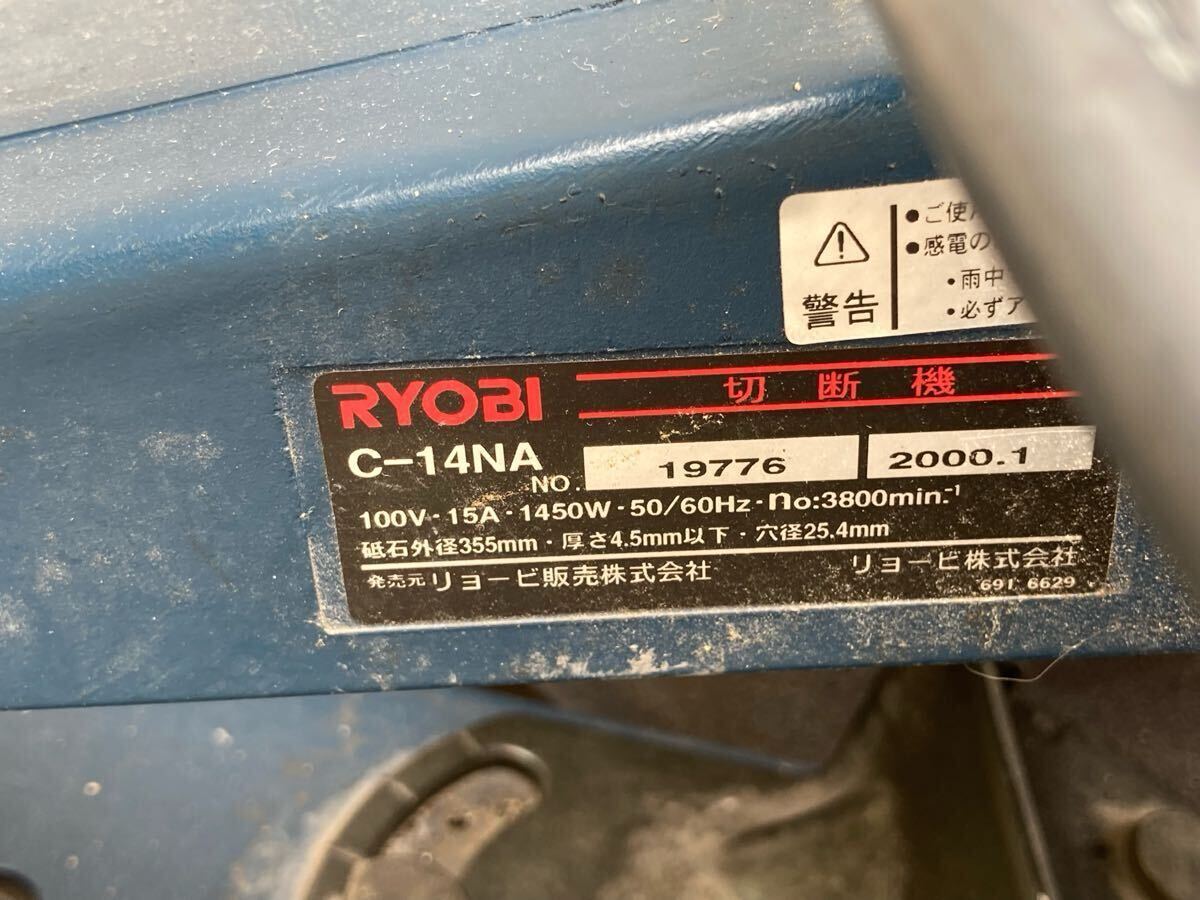 ●ご使
●感電の
・雨中
・必ずア
警告
RYOBI 切断機
C-14NA NO. 19776 2000.1
100V-15A-1450W-50/60Hz-no:3800min.-1
砥石外径355mm・厚さ4.5mm以下・穴径25.4mm
発売元リョービ販売株式会社 リョービ株式会社
691 6629